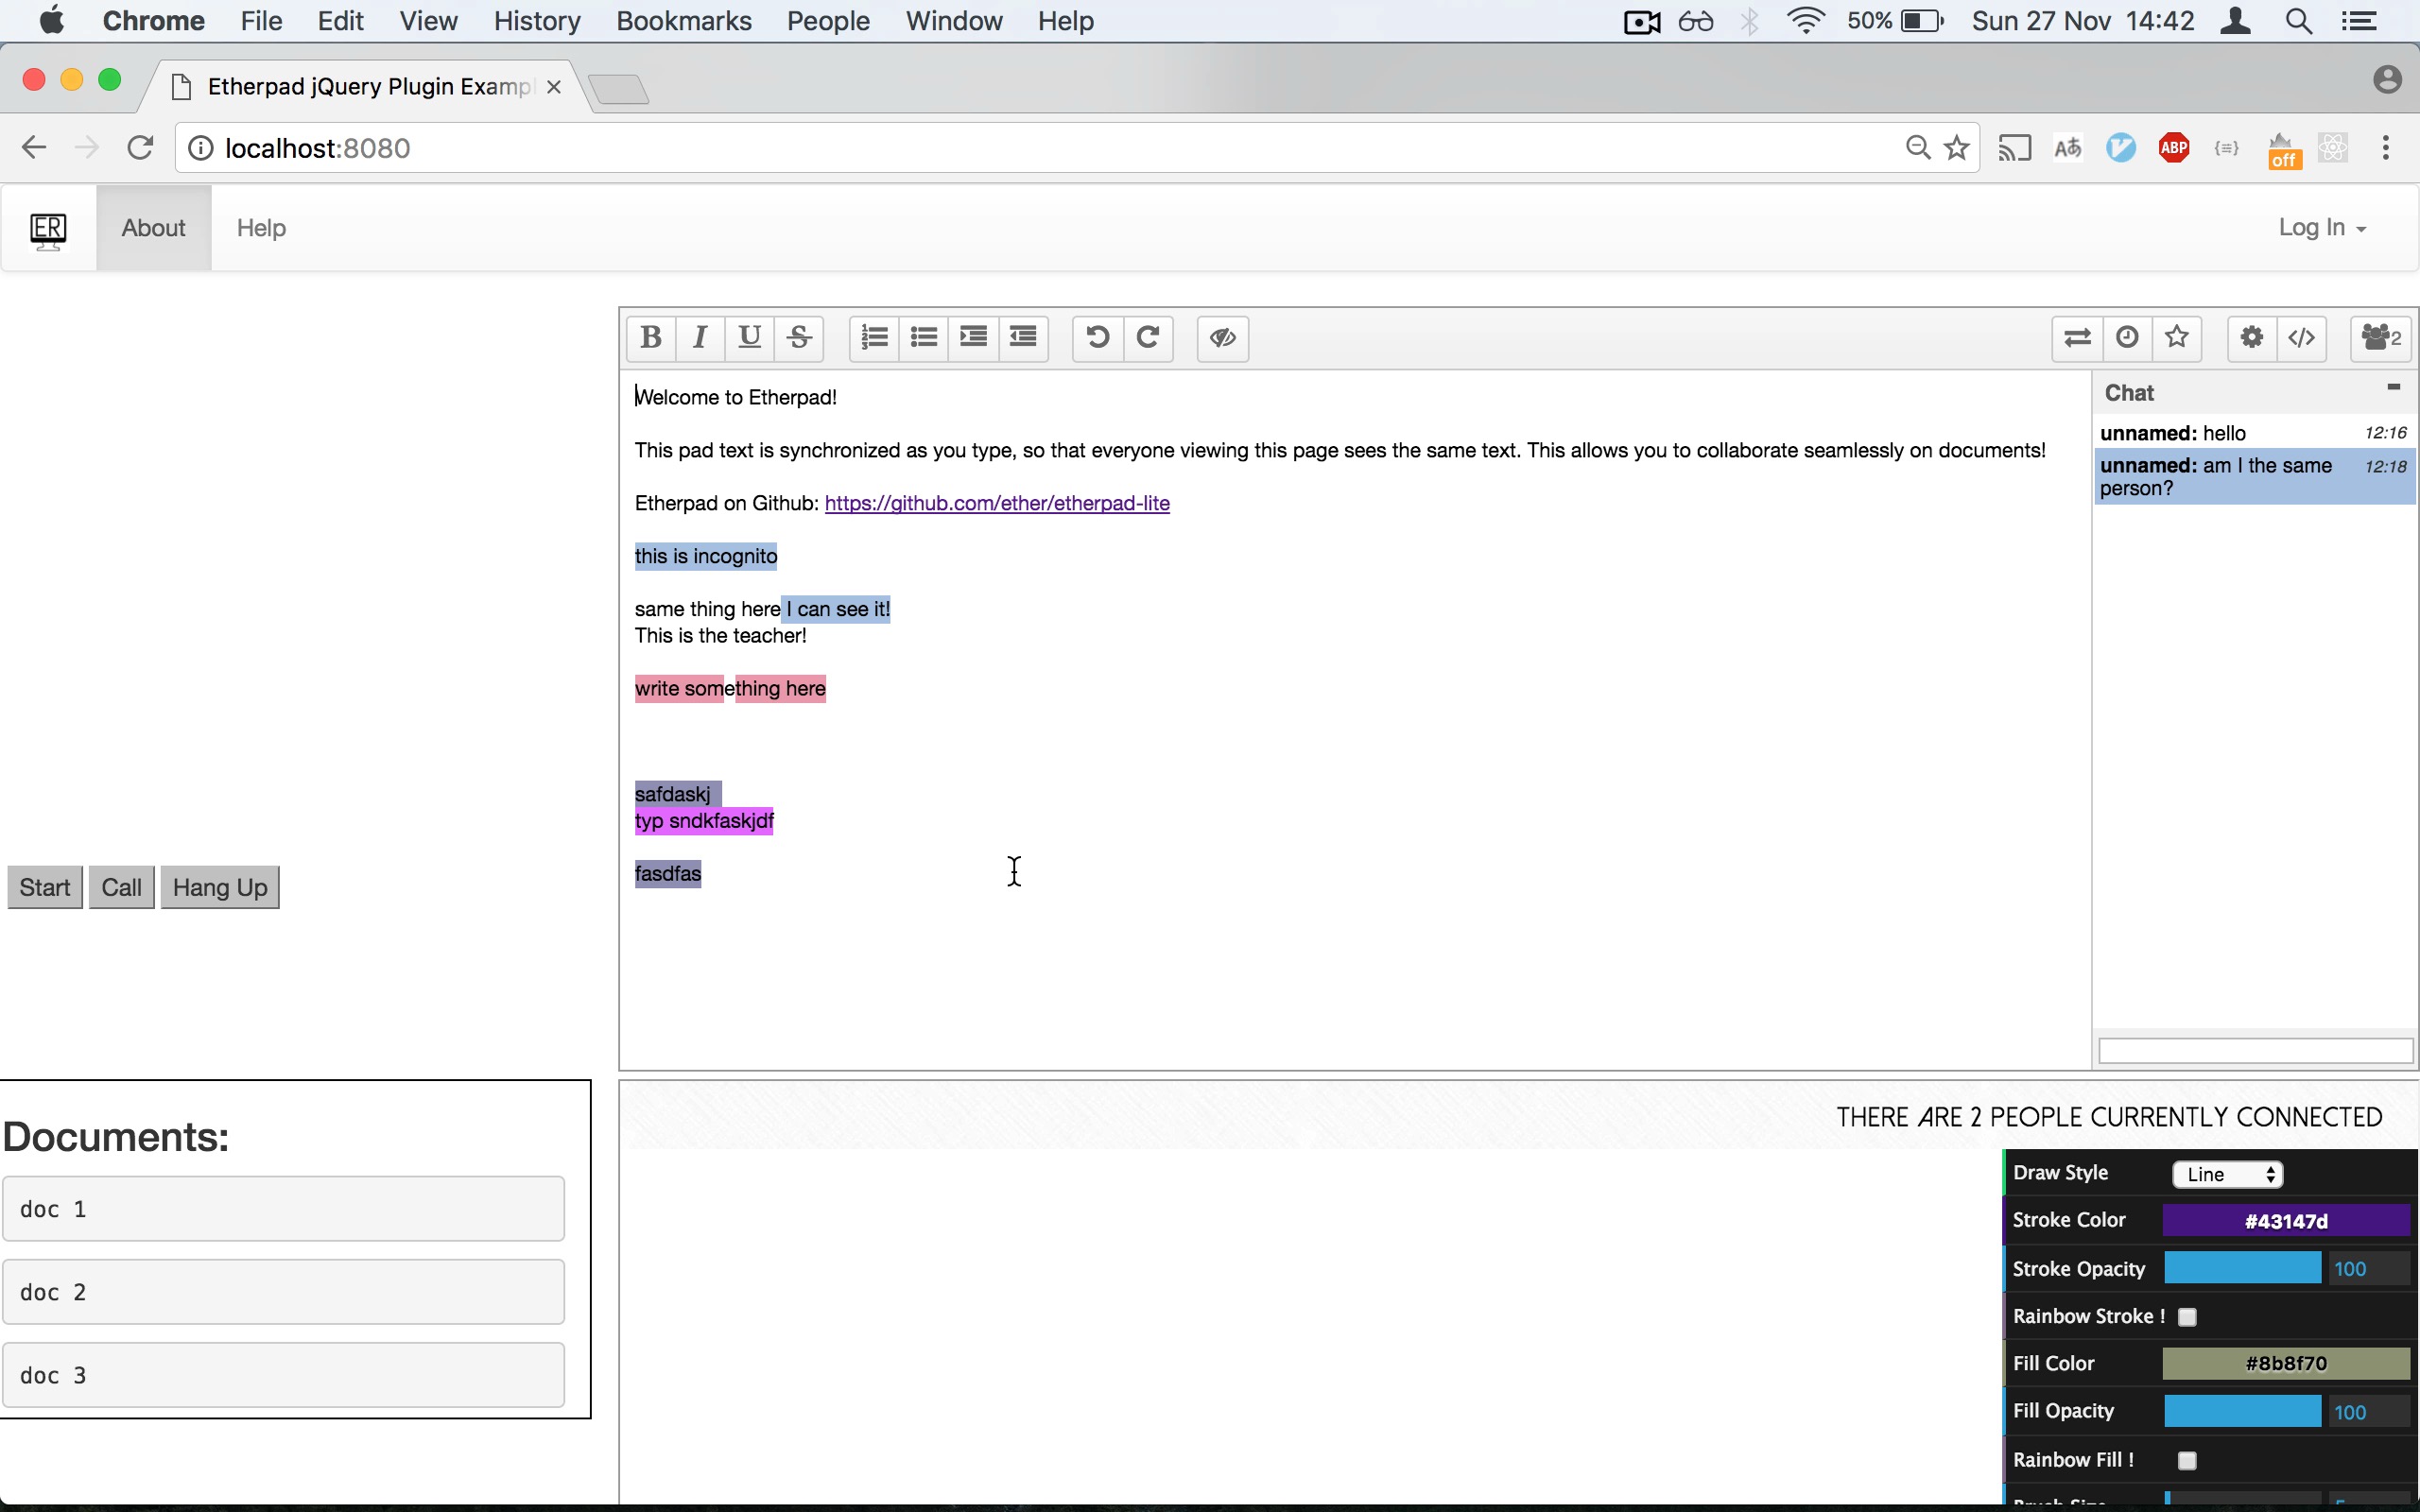 Chrome File Edit View History Bookmarks People Window Help 50% Sun 27 Nov 14:42
Etherpad jQuery Plugin Exampl
localhost:8080
Aあ ABP off
ER About Help Log In
B I U S 2
Chat
Welcome to Etherpad!
This pad text is synchronized as you type, so that everyone viewing this page sees the same text. This allows you to collaborate seamlessly on documents!
Etherpad on Github: https://github.com/ether/etherpad-lite
this is incognito
same thing here I can see it!
This is the teacher!
write something here
safdaskj
typ sndkfaskjdf
fasdfas
unnamed: hello 12:16
unnamed: am I the same 12:18
person?
Start Call Hang Up
Documents:
doc 1
doc 2
doc 3
THERE ARE 2 PEOPLE CURRENTLY CONNECTED
Draw Style Line
Stroke Color #43147d
Stroke Opacity 100
Rainbow Stroke !
Fill Color #8b8f70
Fill Opacity 100
Rainbow Fill !